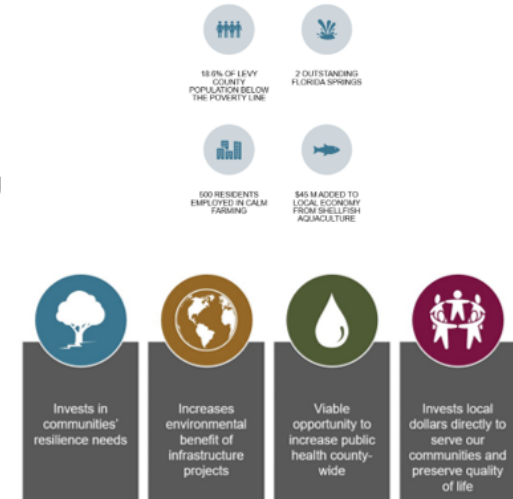 18.6% OF LEVY
COUNTY
POPULATION BELOW
THE POVERTY LINE
2 OUTSTANDING
FLORIDA SPRINGS
500 RESIDENTS
EMPLOYED IN CALM
FARMING
$45 M ADDED TO
LOCAL ECONOMY
FROM SHELLFISH
AQUACULTURE
Invests in
communities'
resilience needs
Increases
environmental
benefit of
infrastructure
projects
Viable
opportunity to
increase public
health county-
wide
Invests local
dollars directly to
serve our
communities and
preserve quality
of life